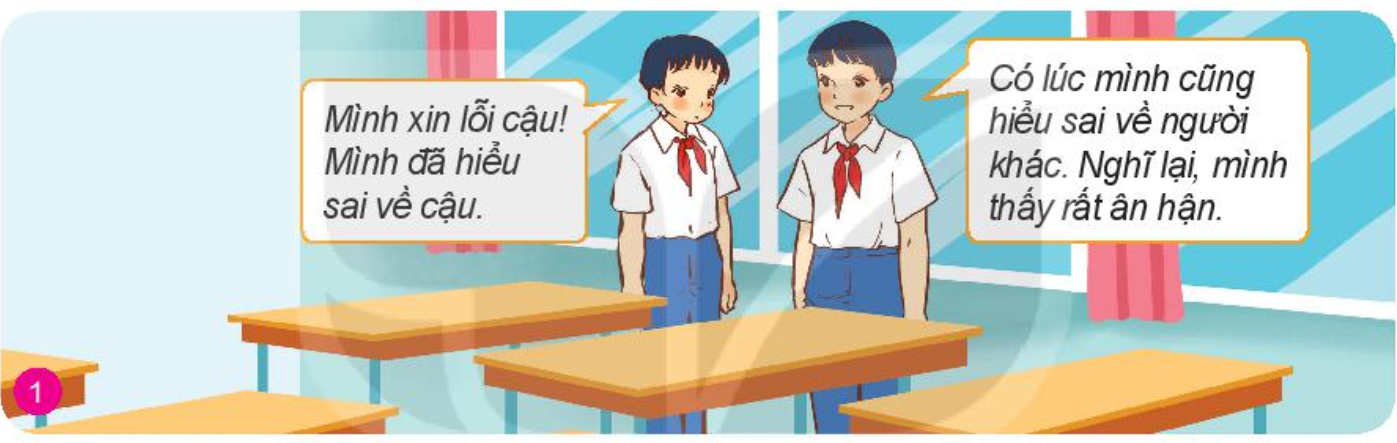 Mình xin lỗi cậu!
Mình đã hiểu
sai về cậu.
Có lúc mình cũng
hiểu sai về người
khác. Nghĩ lại, mình
thấy rất ân hận.
1